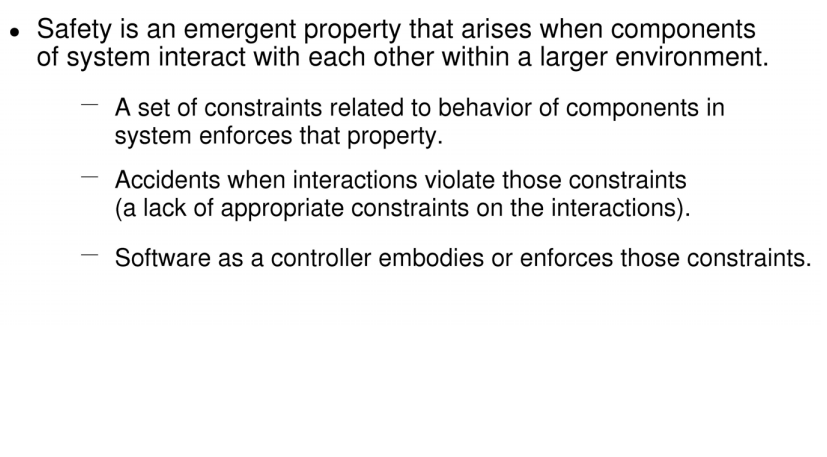 • Safety is an emergent property that arises when components
of system interact with each other within a larger environment.
— A set of constraints related to behavior of components in
system enforces that property.
— Accidents when interactions violate those constraints
(a lack of appropriate constraints on the interactions).
— Software as a controller embodies or enforces those constraints.